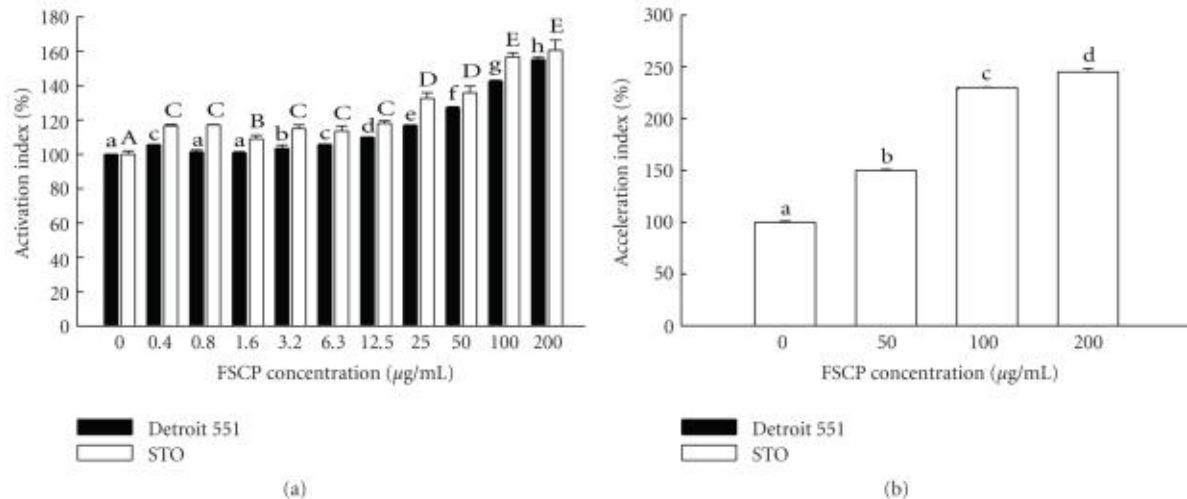 180
160
140
120
100
80
60
40
20
0
Activation index (%)
a A c C a C a B b C c C d C e D f D g E h E
0 0.4 0.8 1.6 3.2 6.3 12.5 25 50 100 200
FSCP concentration (μg/mL)
Detroit 551
STO
(a)
300
250
200
150
100
50
0
Acceleration index (%)
a b c d
0 50 100 200
FSCP concentration (μg/mL)
Detroit 551
STO
(b)